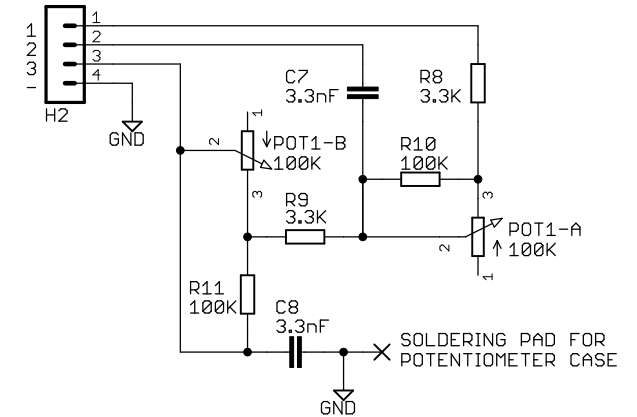 1
1
2
2
3
3
4
-
H2
GND
C7
3.3nF
R8
3.3K
2
1
POT1-B
100K
3
R10
100K
R9
3.3K
3
2
POT1-A
100K
1
R11
100K
C8
3.3nF
SOLDERING PAD FOR
POTENTIOMETER CASE
GND